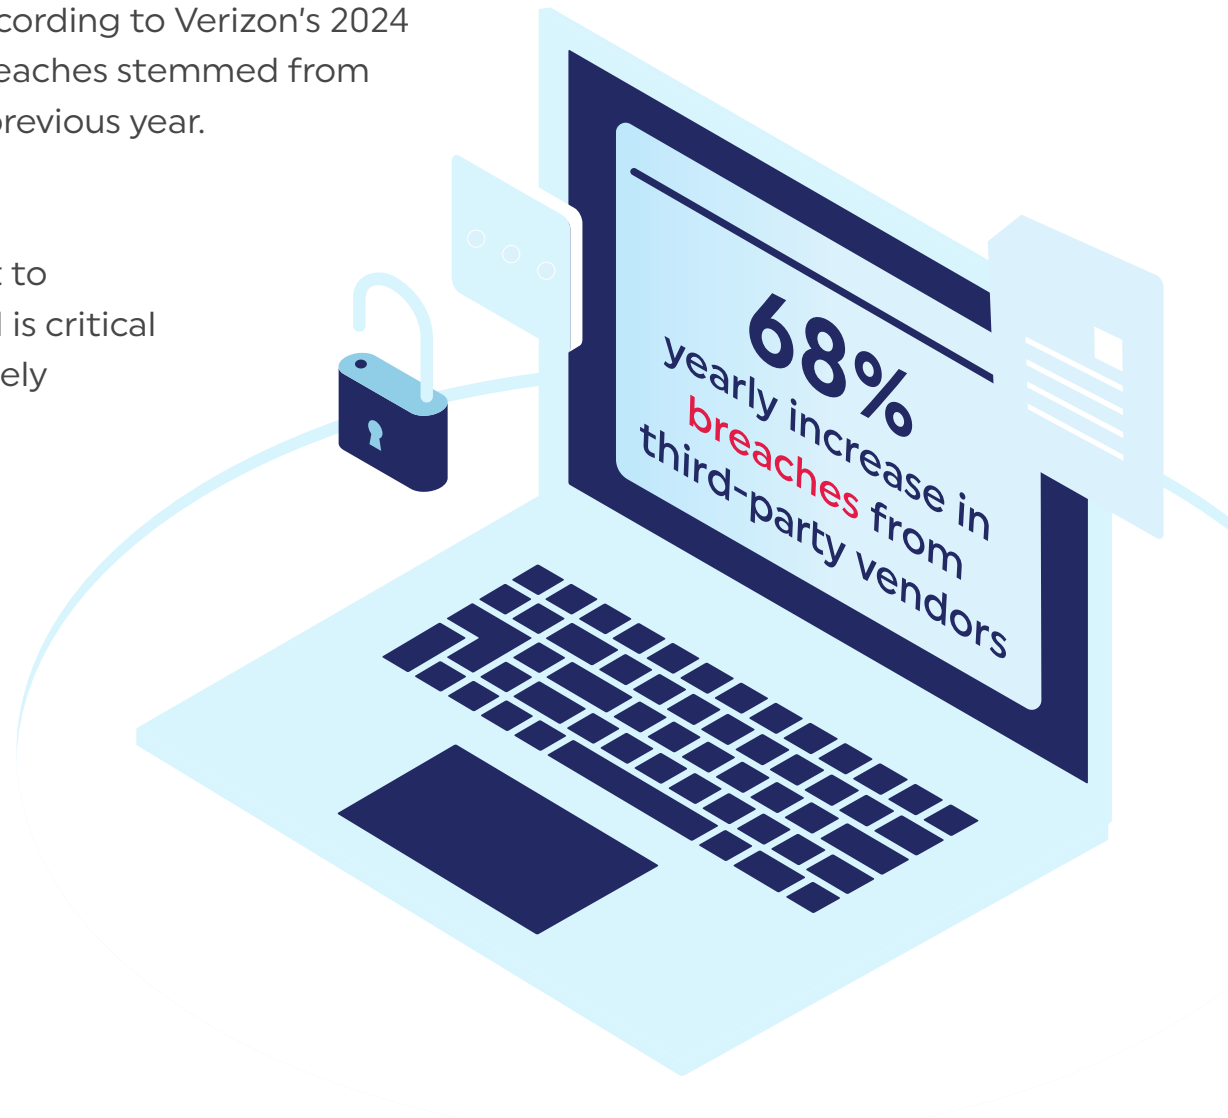 cording to Verizon's 2024
eaches stemmed from
previous year.
to
is critical
ely
68%
yearly increase in
breaches from
third-party vendors